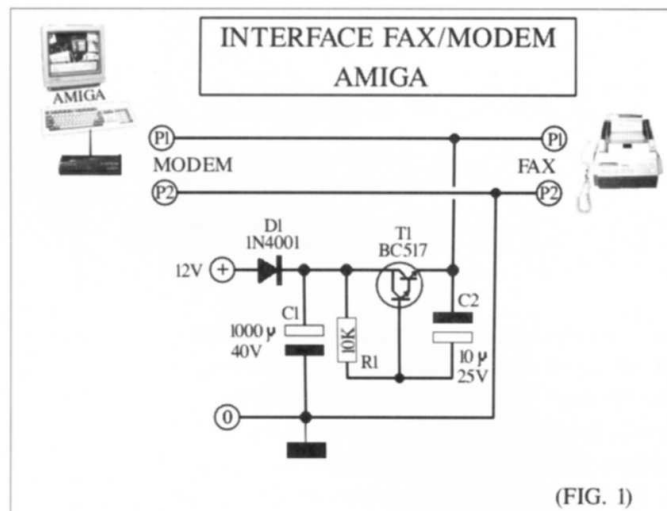 INTERFACE FAX/MODEM
AMIGA
AMIGA
P1
P1
MODEM
FAX
P2
P2
D1
1N4001
T1
BC517
12V
+
C1
C2
1000 µ
40V
10K
R1
10 µ
25V
0
(FIG. 1)